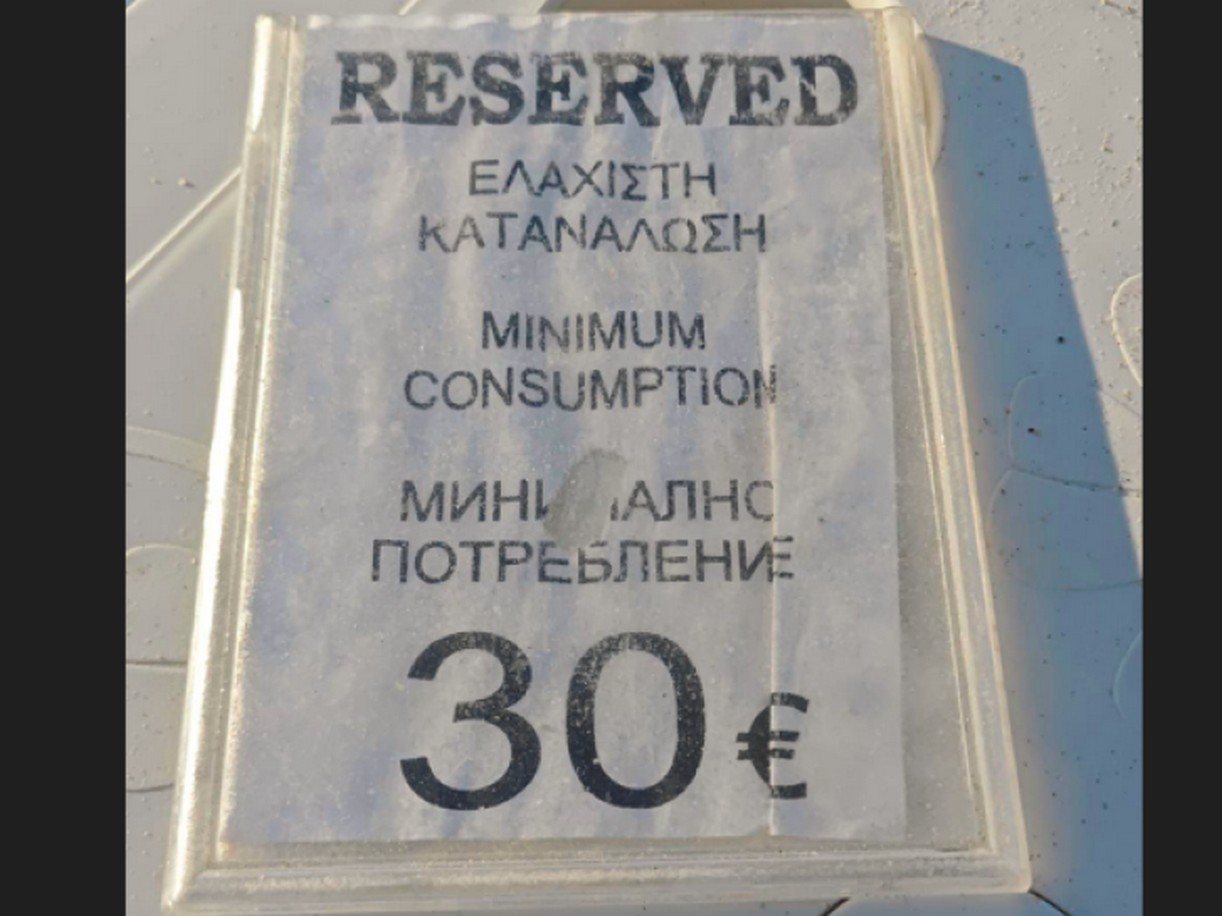 RESERVED
ΕΛΑΧΙΣΤΗ
ΚΑΤΑΝΑΛΩΣΗ
MINIMUM
CONSUMPTION
ПОТРЕБЛЕНИЕ
30 €